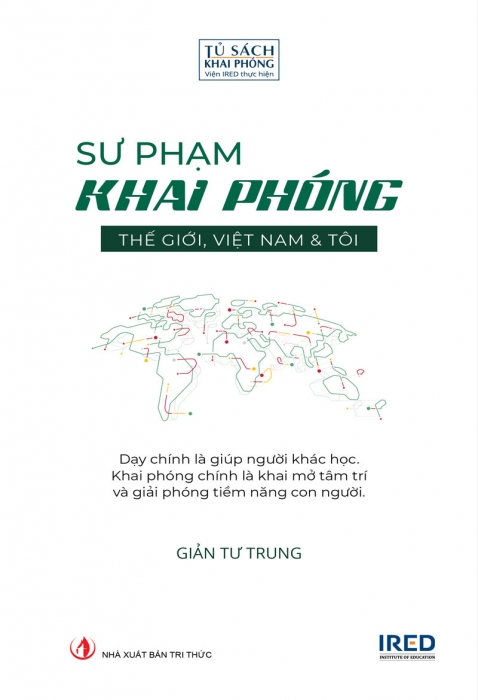 TỦ SÁCH
KHAI PHÓNG
Viện IRED thực hiện
SƯ PHẠM
KHAI PHÓNG
THẾ GIỚI, VIỆT NAM & TÔI
Dạy chính là giúp người khác học.
Khai phóng chính là khai mở tâm trí
và giải phóng tiềm năng con người.
GIẢN TƯ TRUNG
NHÀ XUẤT BẢN TRI THỨC
IRED
INSTITUTE OF EDUCATION